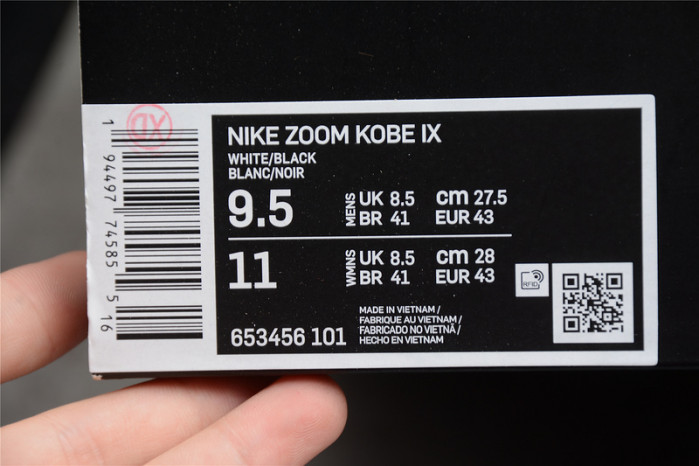 NIKE ZOOM KOBE IX
WHITE/BLACK
BLANC/NOIR
9.5 MENS UK 8.5 cm 27.5
BR 41 EUR 43
11 WMNS UK 8.5 cm 28
BR 41 EUR 43
653456 101
MADE IN VIETNAM /
FABRIQUE AU VIETNAM /
FABRICADO NO VIETNÃ /
HECHO EN VIETNAM
RFID
1 94497 74585 5 16
XD